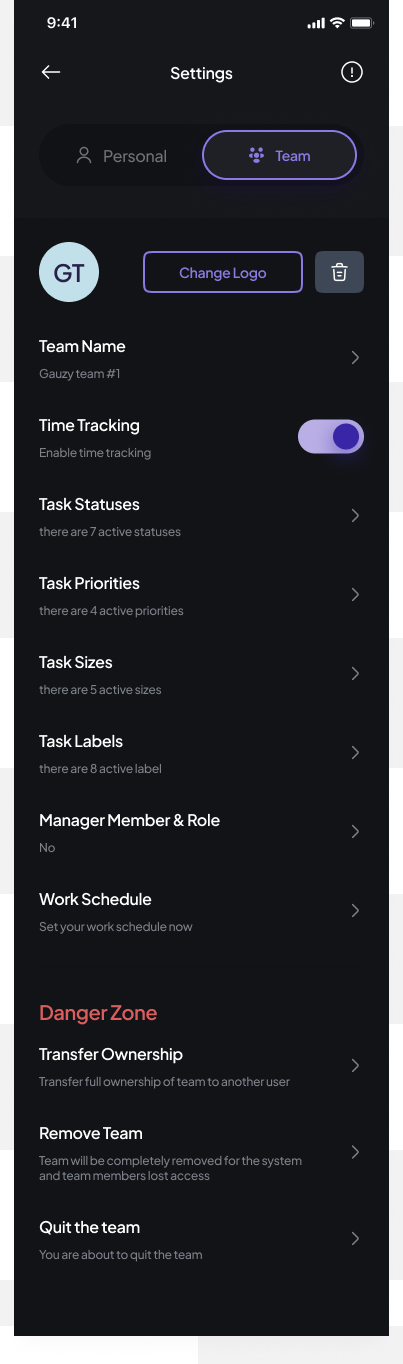 9:41
Settings
Personal
Team
GT
Change Logo
Team Name
Gauzy team #1
Time Tracking
Enable time tracking
Task Statuses
there are 7 active statuses
Task Priorities
there are 4 active priorities
Task Sizes
there are 5 active sizes
Task Labels
there are 8 active label
Manager Member & Role
No
Work Schedule
Set your work schedule now
Danger Zone
Transfer Ownership
Transfer full ownership of team to another user
Remove Team
Team will be completely removed for the system
and team members lost access
Quit the team
You are about to quit the team